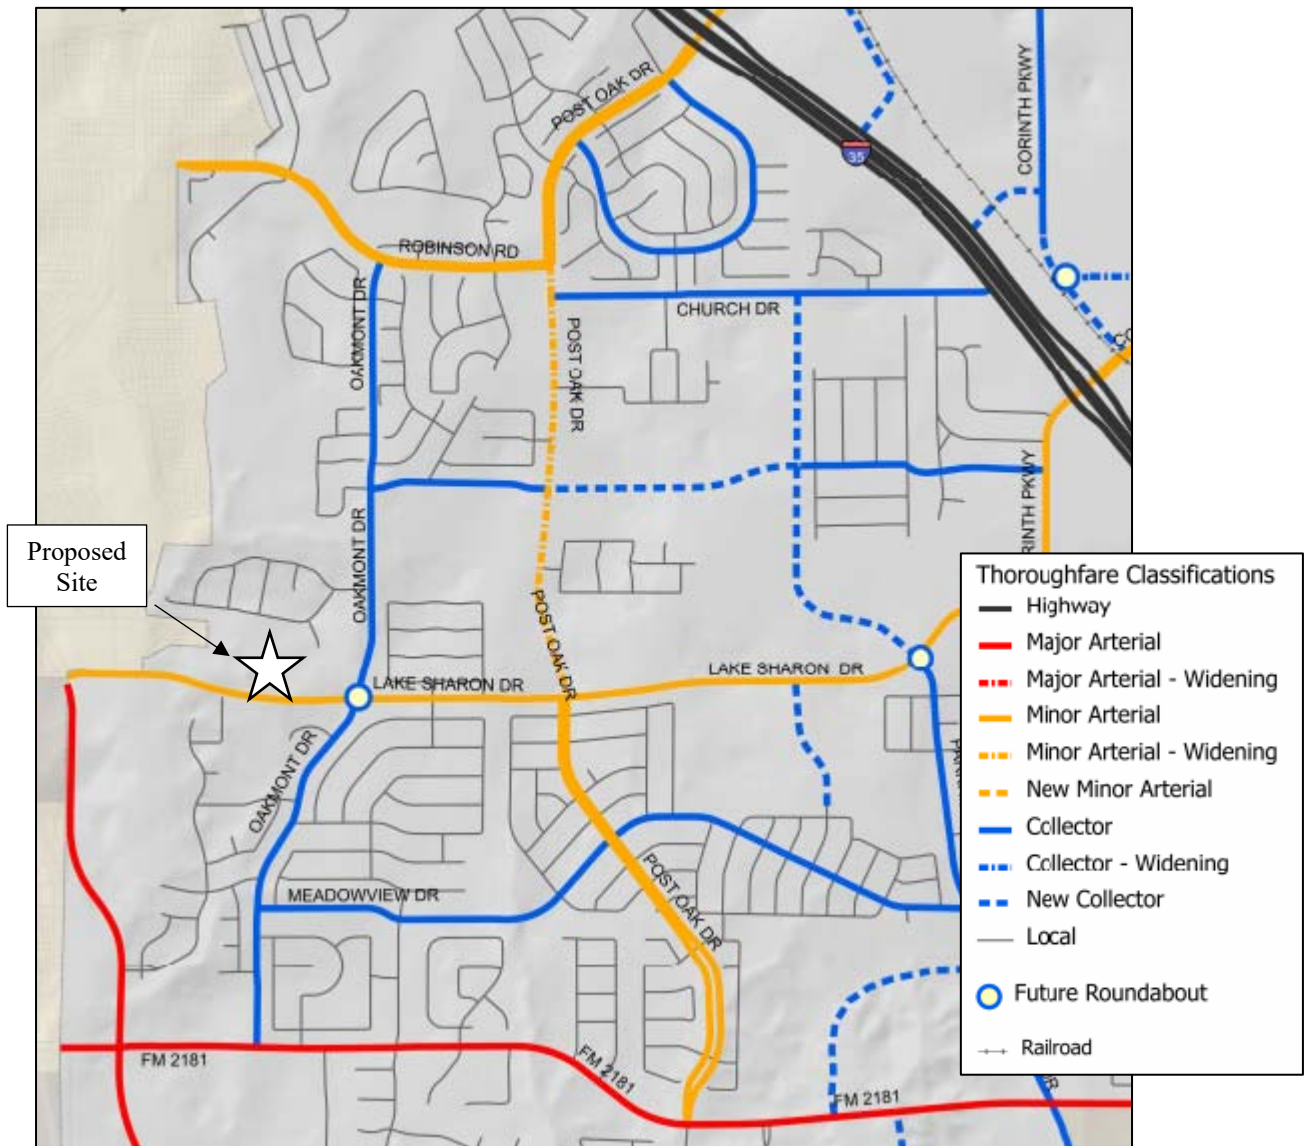 POST OAK DR
CORINTH PKWY
35
ROBINSON RD
OAKMONT DR
CHURCH DR
POST OAK DR
RINTH PKWY
Proposed
Site
OAKMONT DR
POST OAK DR
LAKE SHARON DR
LAKE SHARON DR
OAKMONT DR
MEADOWVIEW DR
POST OAK DR
FM 2181
FM 2181
FM 2181
Thoroughfare Classifications
Highway
Major Arterial
Major Arterial - Widening
Minor Arterial
Minor Arterial - Widening
New Minor Arterial
Collector
Collector - Widening
New Collector
Local
Future Roundabout
Railroad